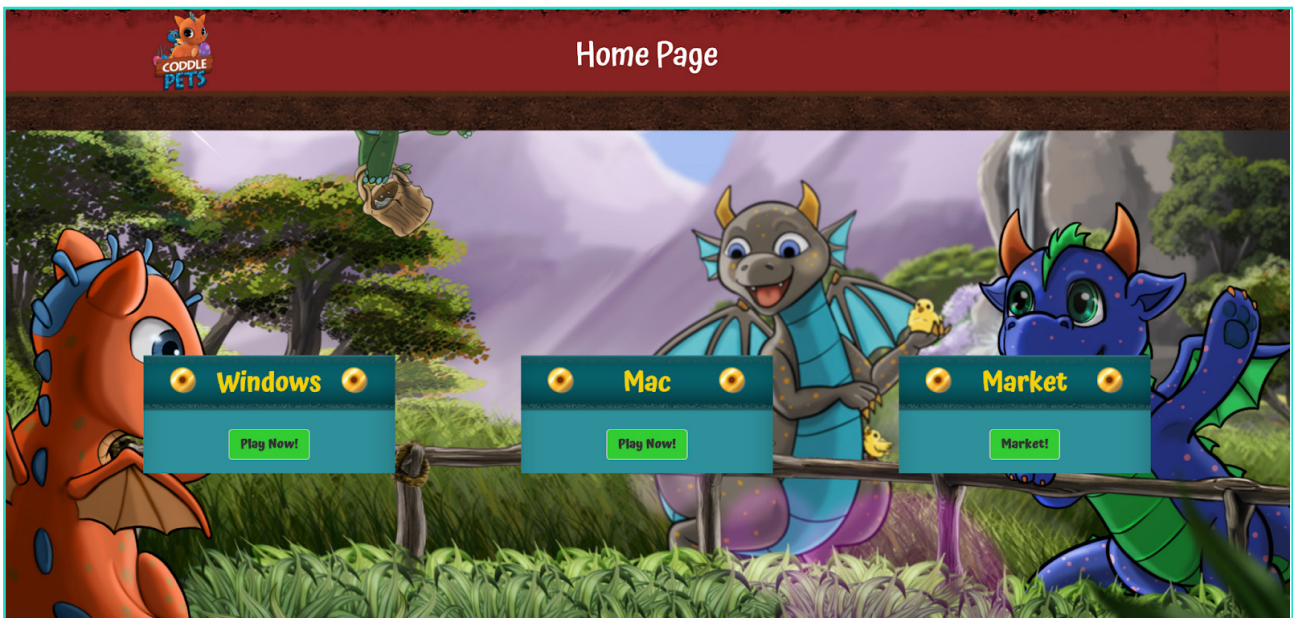 CODDLE
PETS
Home Page
Windows
Mac
Market
Play Now!
Play Now!
Market!